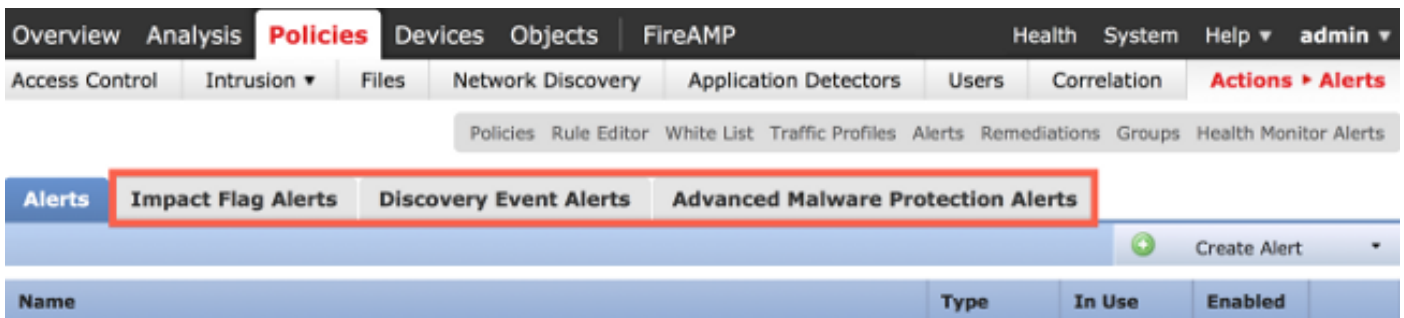 Overview Analysis Policies Devices Objects FireAMP Health System Help ▾ admin ▾
Access Control Intrusion ▾ Files Network Discovery Application Detectors Users Correlation Actions ▸ Alerts
Policies Rule Editor White List Traffic Profiles Alerts Remediations Groups Health Monitor Alerts
Alerts Impact Flag Alerts Discovery Event Alerts Advanced Malware Protection Alerts
Create Alert
Name Type In Use Enabled